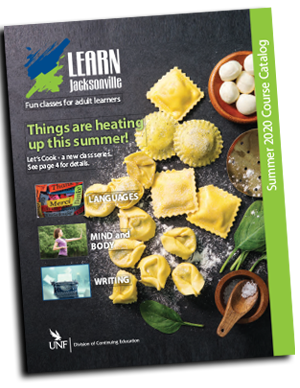 LEARN
Jacksonville
Fun classes for adult learners
Things are heating
up this summer!
Let's Cook - a new class series.
See page 4 for details.
LANGUAGES
Merci
MIND and
BODY
WRITING
UNF
Division of Continuing Education
Summer 2020 Course Catalog